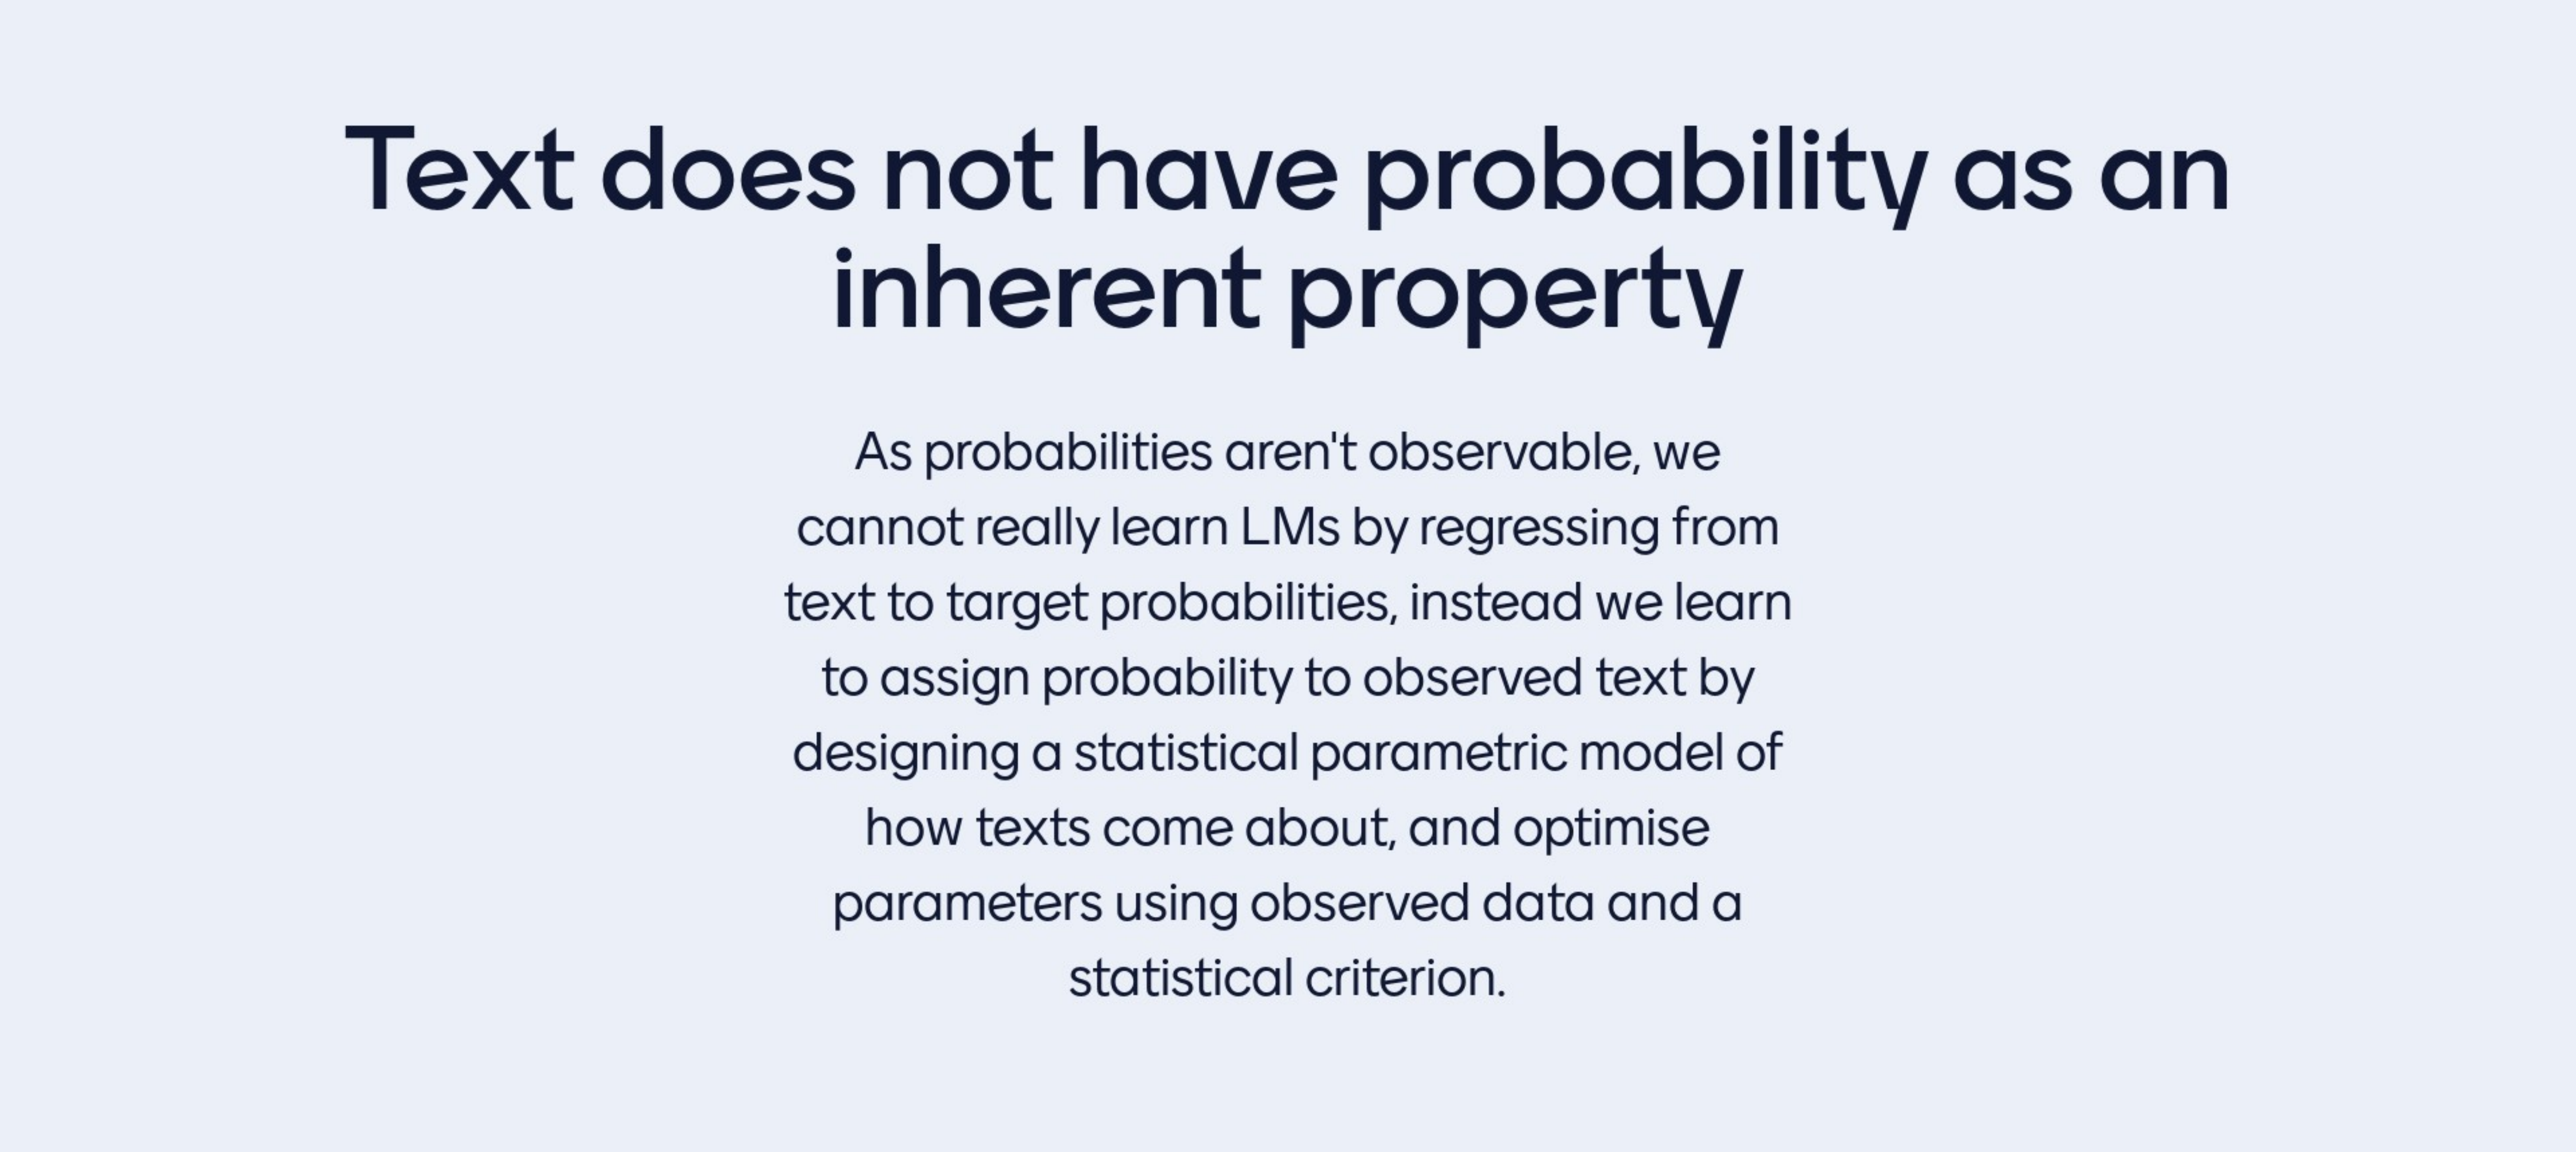 Text does not have probability as an
inherent property
As probabilities aren't observable, we
cannot really learn LMs by regressing from
text to target probabilities, instead we learn
to assign probability to observed text by
designing a statistical parametric model of
how texts come about, and optimise
parameters using observed data and a
statistical criterion.